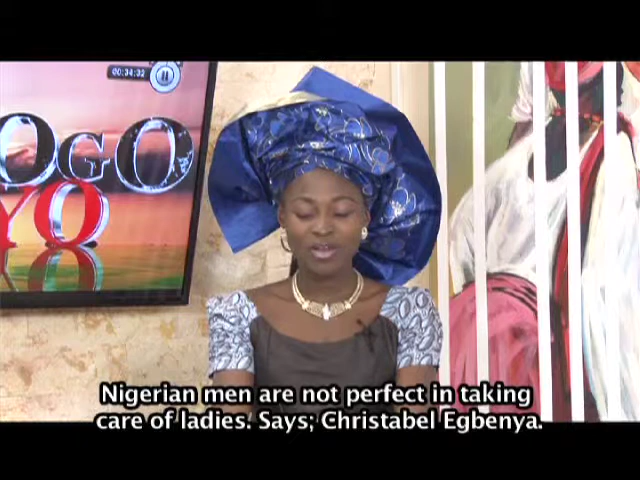 00:34:32
OGO
YO
Nigerian men are not perfect in taking
care of ladies. Says; Christabel Egbenya.